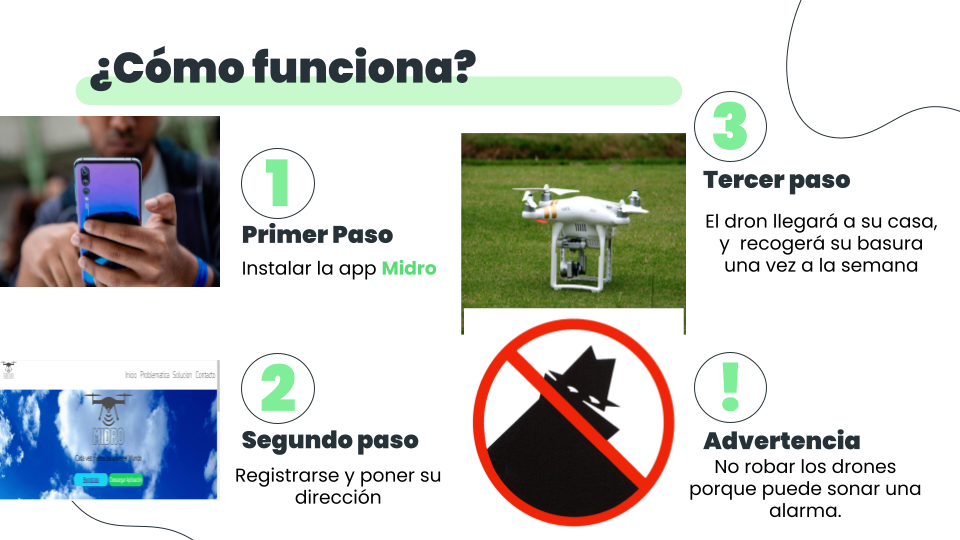 ¿Cómo funciona?
1
Primer Paso
Instalar la app Midro
2
Segundo paso
Registrarse y poner su
dirección
3
Tercer paso
El dron llegará a su casa,
y recogerá su basura
una vez a la semana
!
Advertencia
No robar los drones
porque puede sonar una
alarma.
Inicio Problematica Solucion Contacto
MIDRO